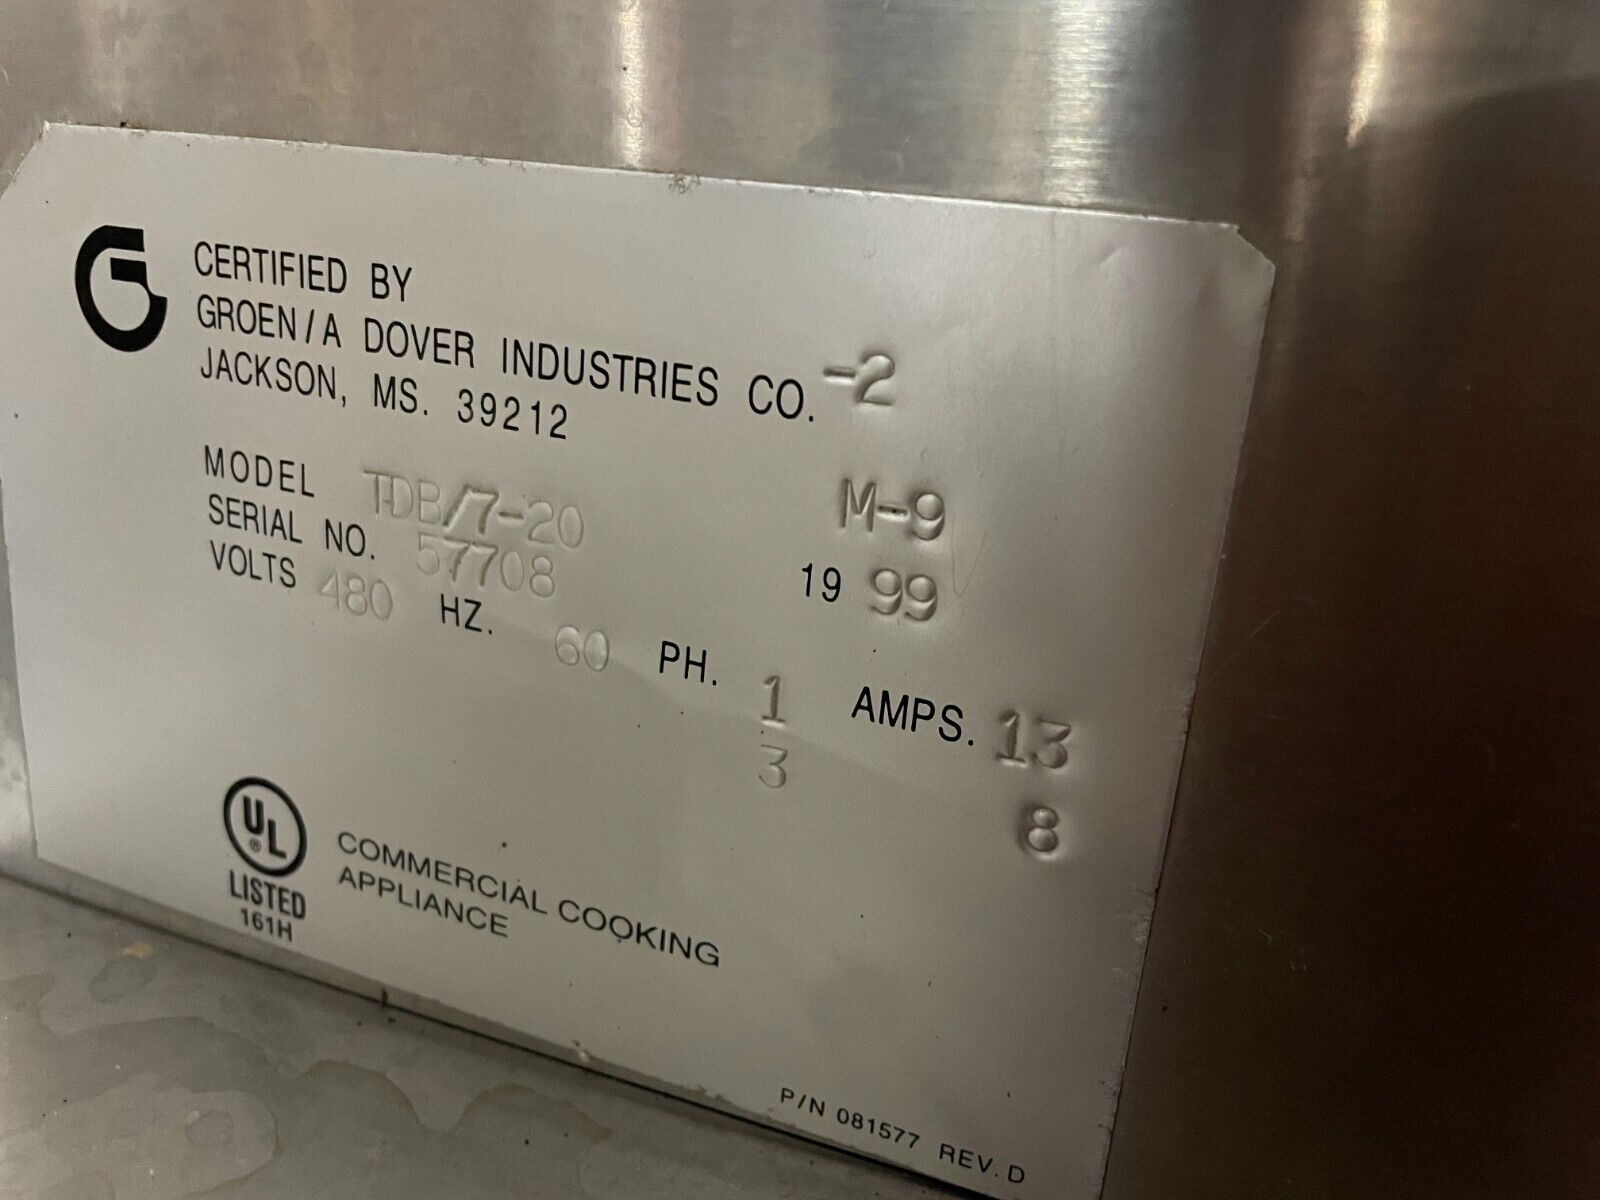 CERTIFIED BY
GROEN/A DOVER INDUSTRIES CO. -2
JACKSON, MS. 39212
MODEL TDB/7-20 M-9
SERIAL NO. 57708 19 99
VOLTS 480 HZ. 60 PH. 1 AMPS. 13
3 8
UL
®
LISTED
161H
COMMERCIAL COOKING
APPLIANCE
P/N 081577 REV. D